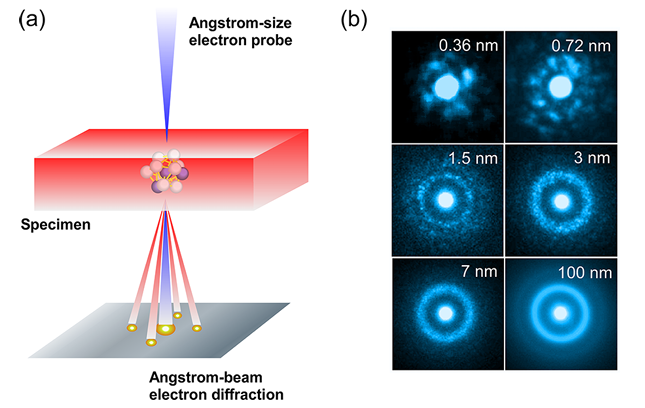 (a)
Angstrom-size
electron probe
Specimen
Angstrom-beam
electron diffraction
(b)
0.36 nm
0.72 nm
1.5 nm
3 nm
7 nm
100 nm